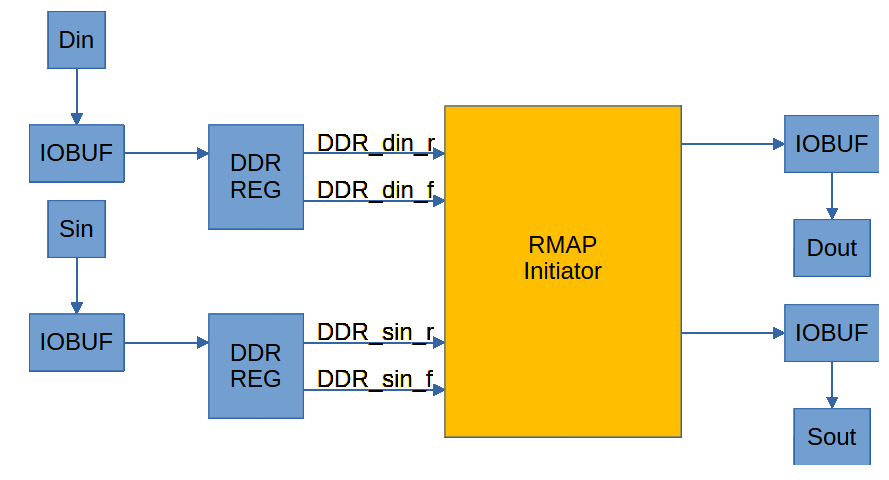 Din
IOBUF
DDR
REG
DDR_din_r
DDR_din_f
Sin
IOBUF
DDR
REG
DDR_sin_r
DDR_sin_f
RMAP
Initiator
IOBUF
Dout
IOBUF
Sout